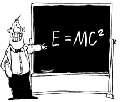 E = MC²